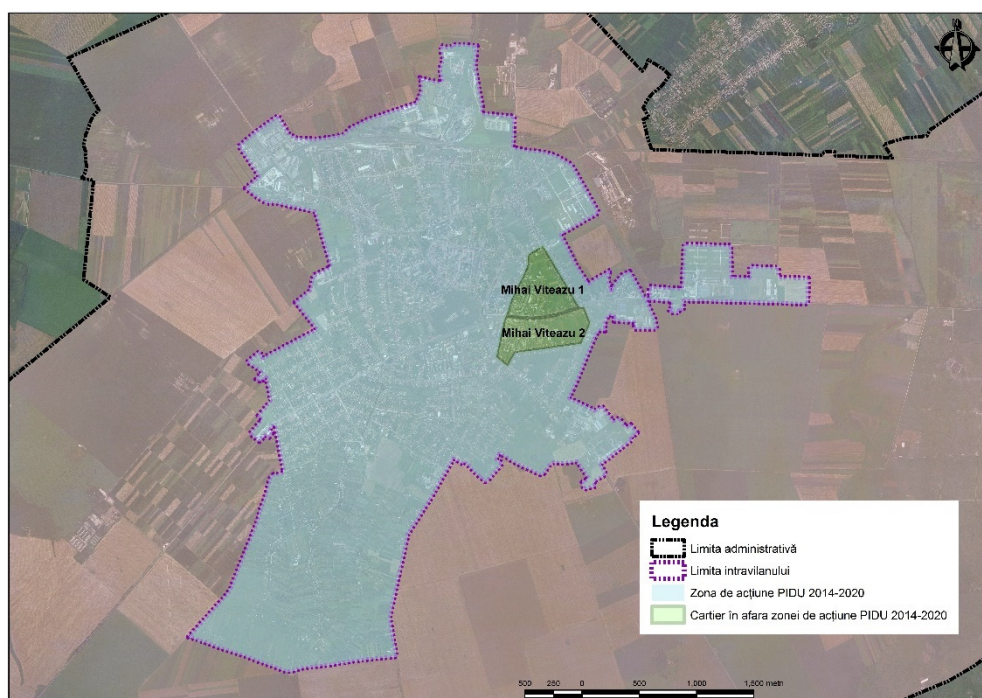 N
Mihai Viteazu 1
Mihai Viteazu 2
Legenda
Limita administrativă
Limita intravilanului
Zona de acțiune PIDU 2014-2020
Cartier în afara zonei de acțiune PIDU 2014-2020
500 250 0 500 1,000 1,500 metri